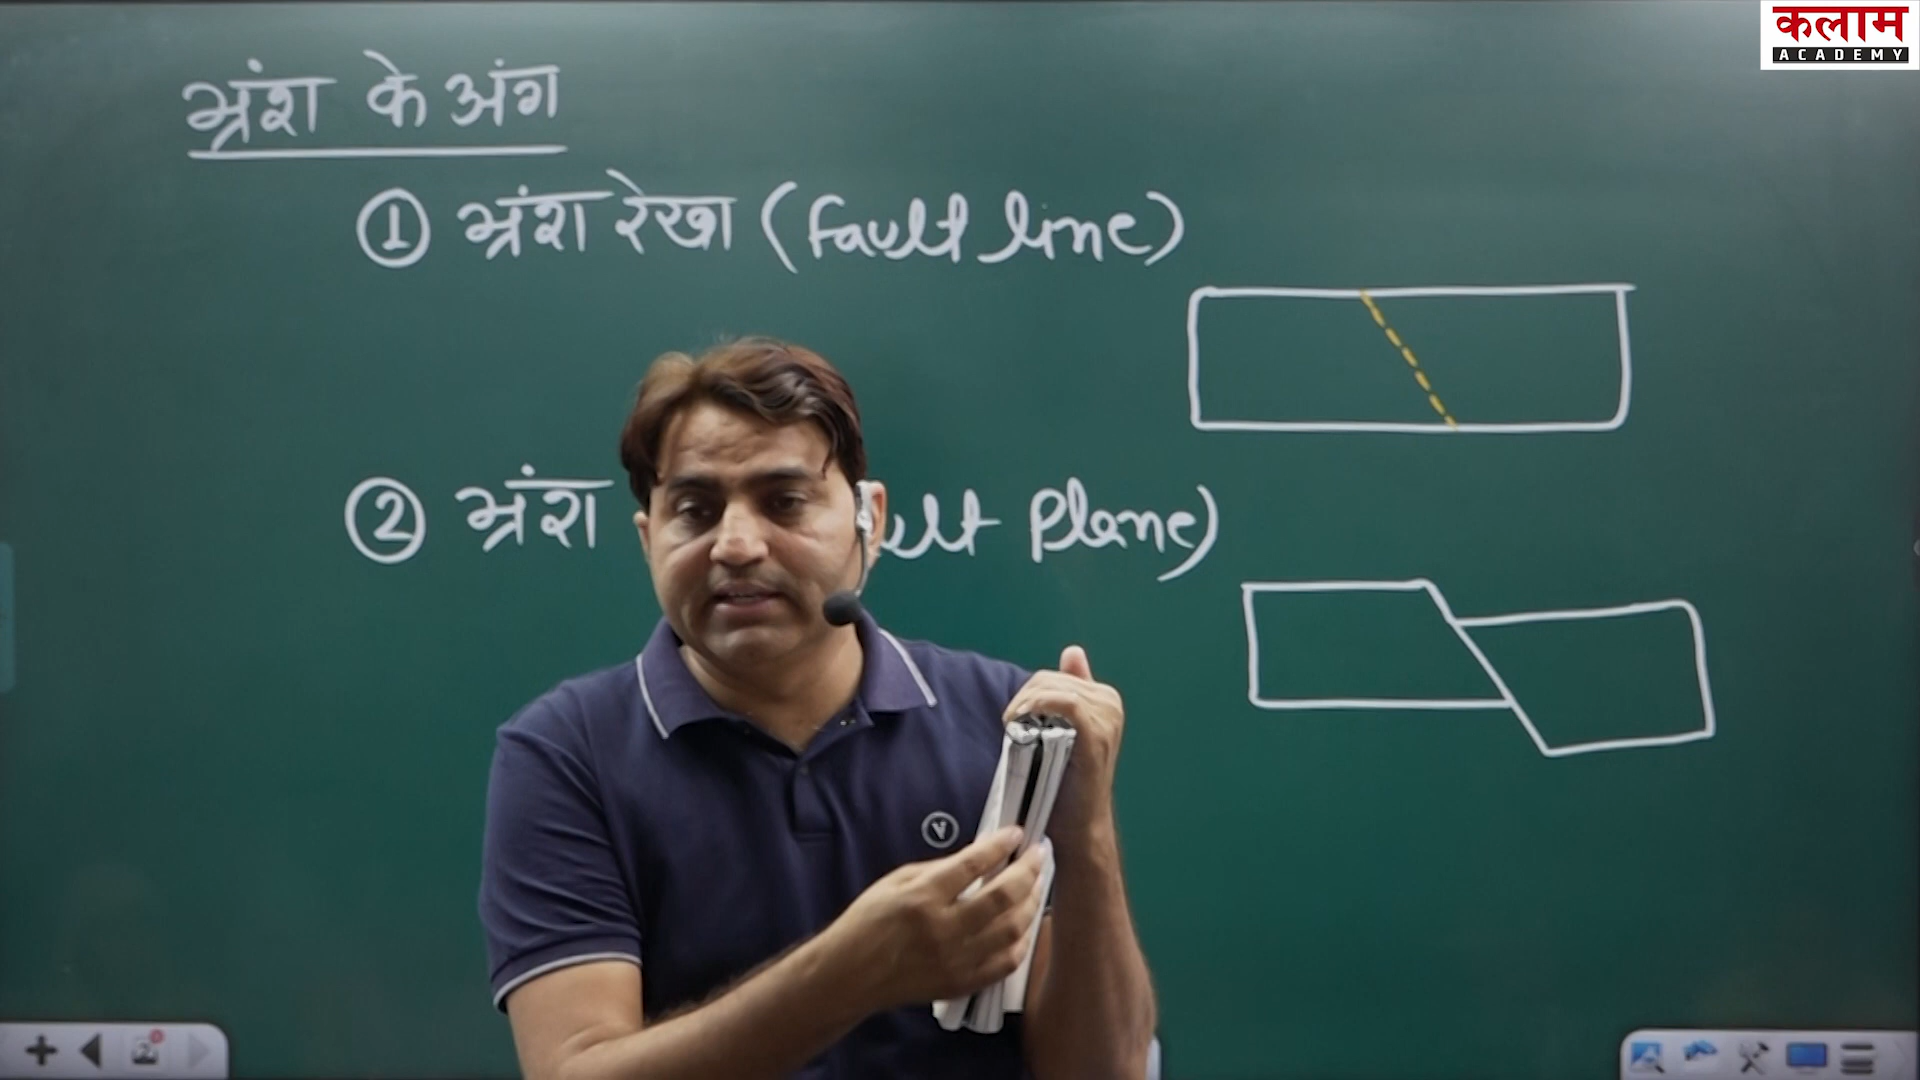 कलाम
ACADEMY
भ्रंश के अंग
① भ्रंश रेखा (fault line)
② भ्रंश ult Plane)
V